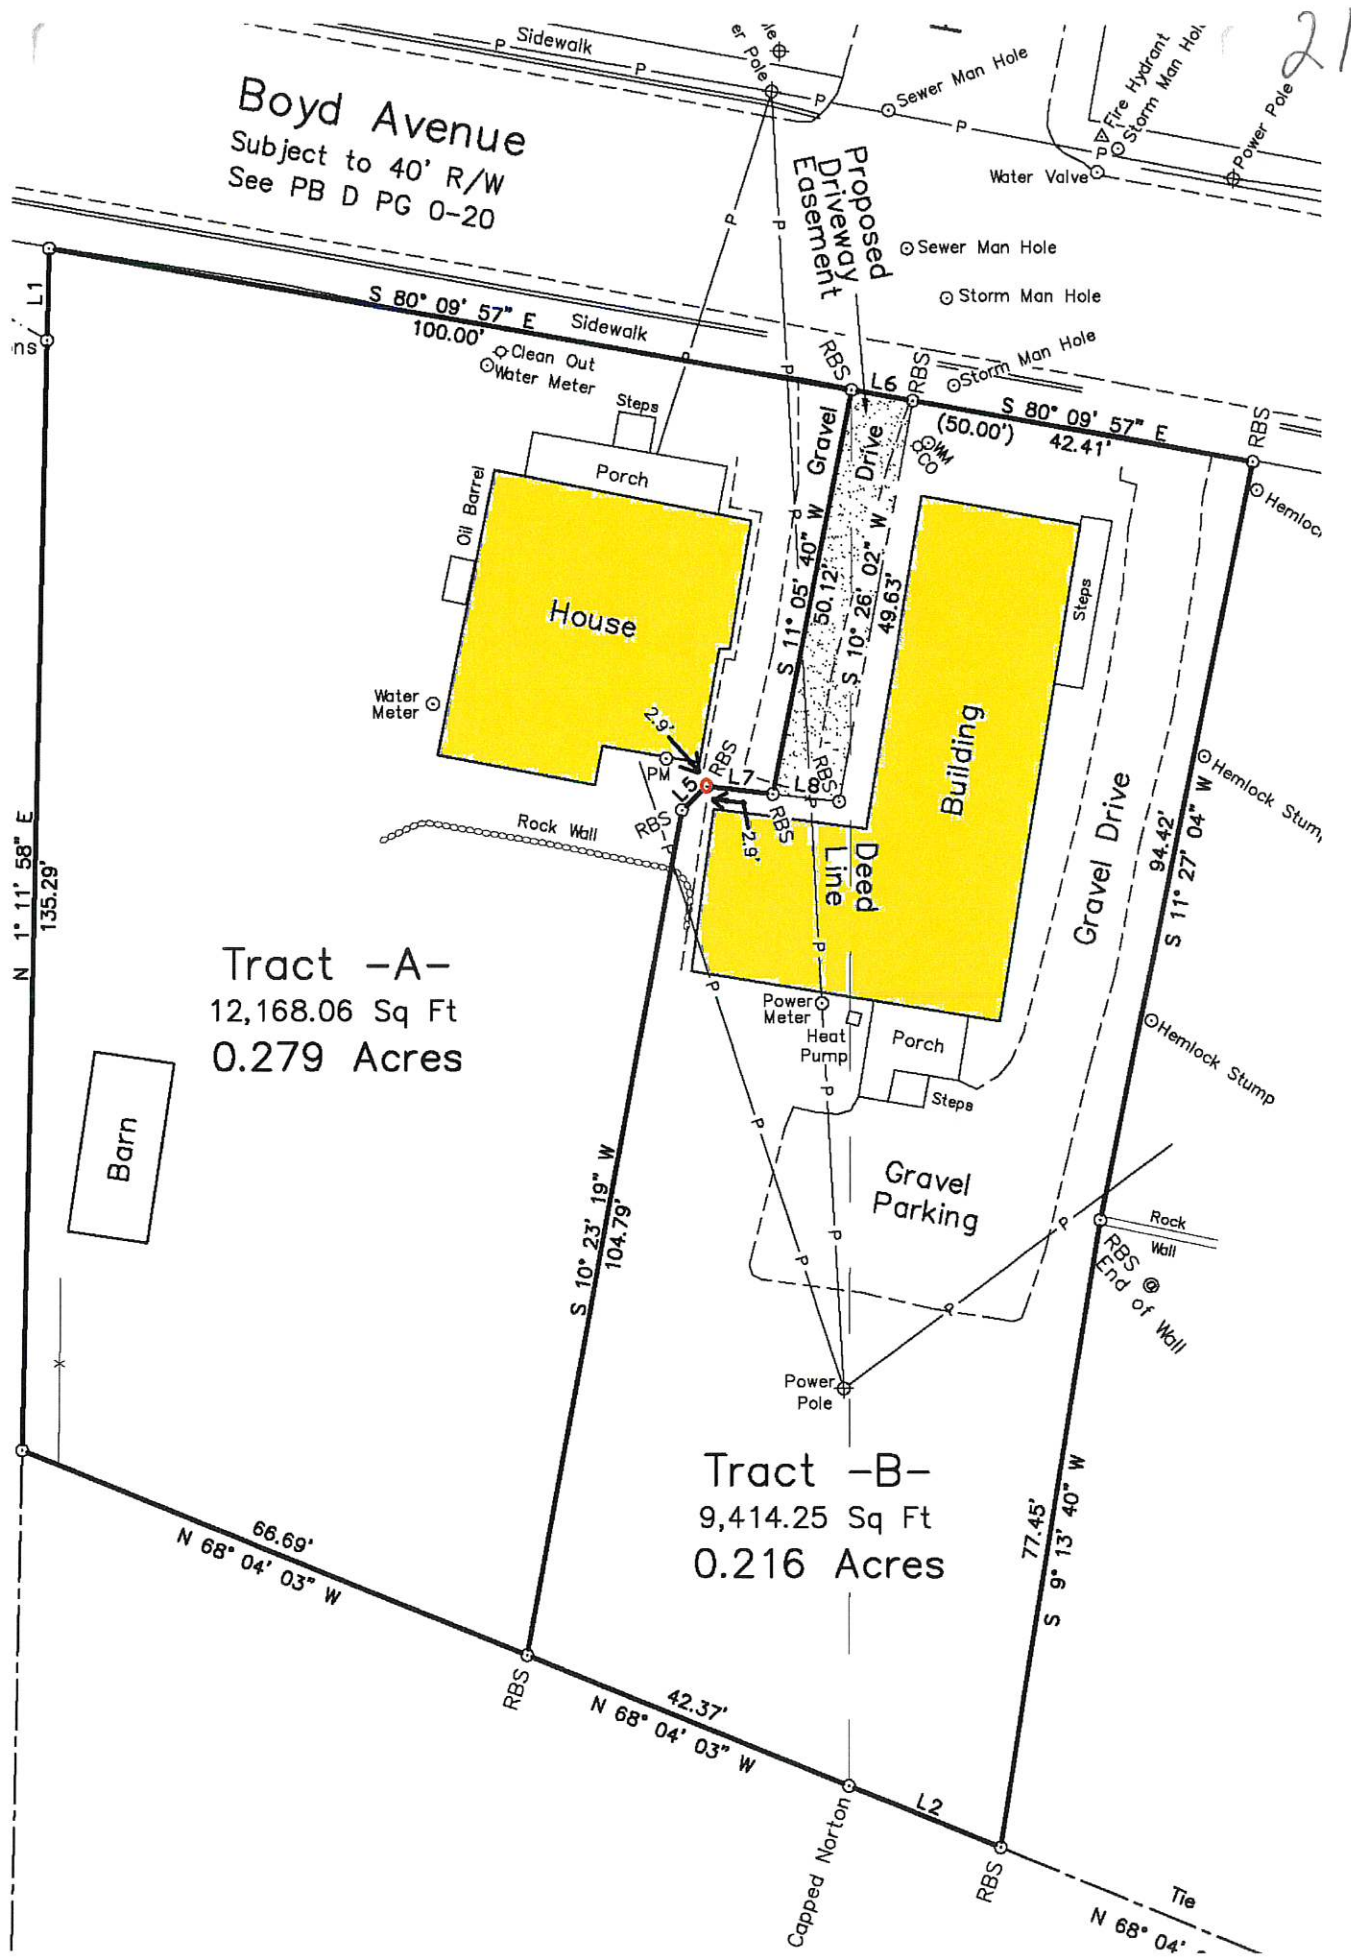 21
Sidewalk
P
P
P
P
P
er Pole
Sewer Man Hole
Fire Hydrant
Storm Man Hol
Power Pole
Water Valve
Boyd Avenue
Subject to 40' R/W
See PB D PG 0-20
Proposed
Driveway
Easement
P
P
Sewer Man Hole
Storm Man Hole
Storm Man Hole
L1
ns
S 80° 09' 57" E
100.00'
Sidewalk
Clean Out
Water Meter
P
P
RBS
L6
RBS
S 80° 09' 57" E
(50.00')
42.41'
RBS
Hemloc
Steps
Porch
Oil Barrel
Gravel
Drive
WM
CO
P
P
House
S 11° 05' 40" W
50.12'
S 10° 26' 02" W
49.63'
Steps
Building
Water
Meter
2.9'
PM
RBS
L5
L7
L8
RBS
RBS
RBS
2.9'
P
P
Rock Wall
Deed
Line
Gravel Drive
94.42'
S 11° 27' 04" W
Hemlock Stum
N 1° 11' 58" E
135.29'
Tract -A-
12,168.06 Sq Ft
0.279 Acres
P
P
Power
Meter
Heat
Pump
Porch
Steps
Hemlock Stump
Barn
P
P
S 10° 23' 19" W
104.79'
Gravel
Parking
P
P
P
P
Rock
Wall
RBS @
End of Wall
x
Power
Pole
Tract -B-
9,414.25 Sq Ft
0.216 Acres
77.45'
S 9° 13' 40" W
66.69'
N 68° 04' 03" W
RBS
42.37'
N 68° 04' 03" W
L2
Capped Norton
RBS
Tie
N 68° 04'